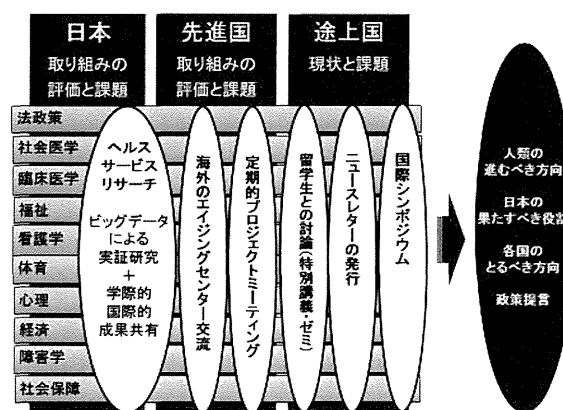 日本
取り組みの
評価と課題
先進国
取り組みの
評価と課題
途上国
現状と課題
法政策
社会医学
臨床医学
福祉
看護学
体育
心理
経済
障害学
社会保障
ヘルス
サービス
リサーチ
ビッグデータ
による
実証研究
+
学際的
国際的
成果共有
海外のエイジングセンター交流
定期的プロジェクトミーティング
留学生との討論(特別講義・ゼミ)
ニュースレターの発行
国際シンポジウム
人類の
進むべき方向
日本の
果たすべき役割
各国の
とるべき方向
政策提言